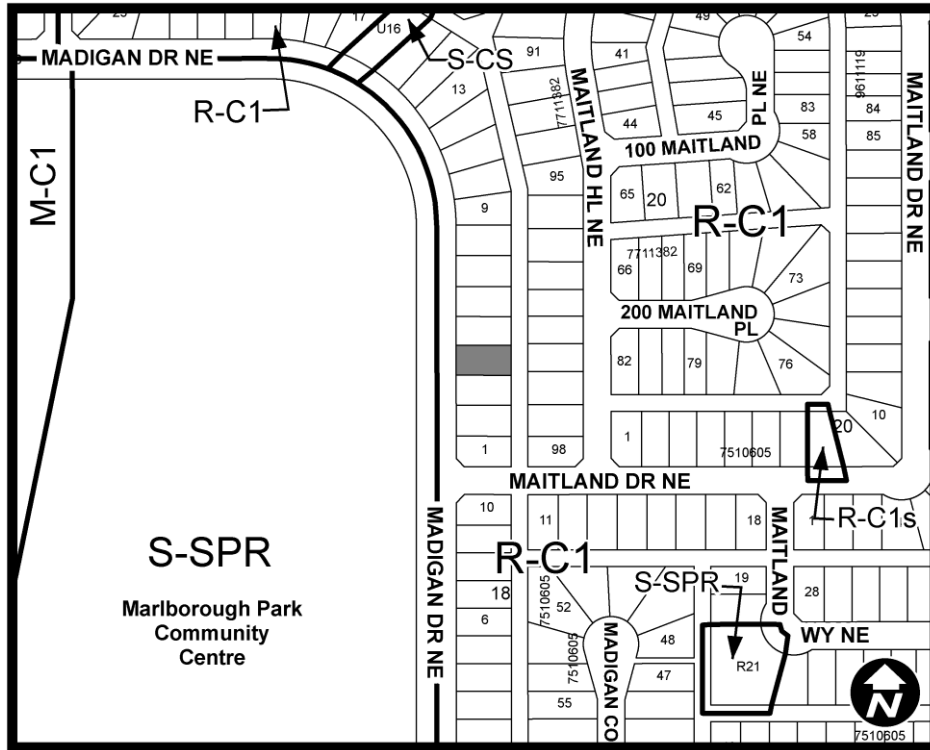 U16
17
49
54
MADIGAN DR NE
S-CS
91
41
9611119
R-C1
13
MAITLAND HL NE
7711382
PL NE
83
84
MAITLAND DR NE
44
45
58
85
M-C1
100 MAITLAND
95
65
20
62
9
R-C1
7711382
66
69
73
200 MAITLAND
PL
82
79
76
1
98
1
7510605
20
10
MAITLAND DR NE
10
11
18
MAITLAND
1
R-C1s
S-SPR
MADIGAN DR NE
R-C1
S-SPR
19
28
18
7510605
52
Marlborough Park
Community
Centre
6
7510605
MADIGAN CO
48
WY NE
47
R21
55
N
7510605